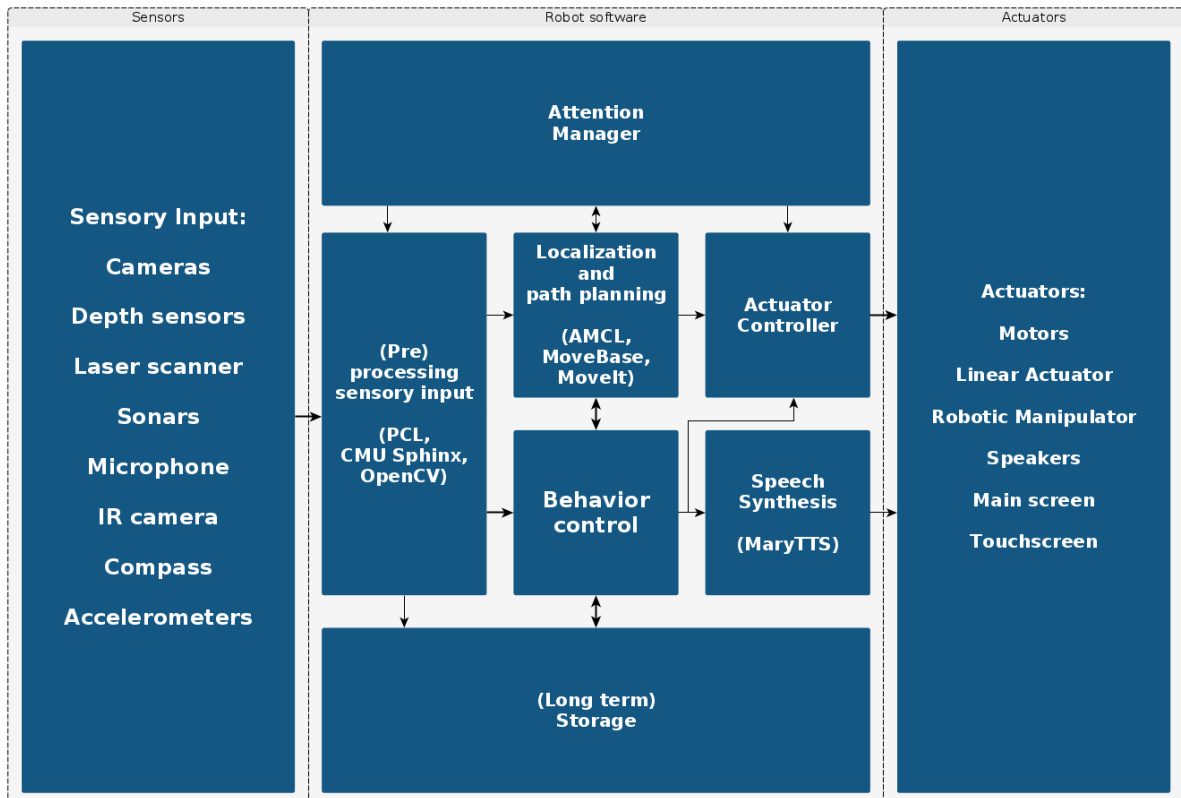 Sensors
Robot software
Actuators
Sensory Input:
Cameras
Depth sensors
Laser scanner
Sonars
Microphone
IR camera
Compass
Accelerometers
Attention
Manager
(Pre)
processing
sensory input
(PCL,
CMU Sphinx,
OpenCV)
Localization
and
path planning
(AMCL,
MoveBase,
MoveIt)
Actuator
Controller
Behavior
control
Speech
Synthesis
(MaryTTS)
(Long term)
Storage
Actuators:
Motors
Linear Actuator
Robotic Manipulator
Speakers
Main screen
Touchscreen